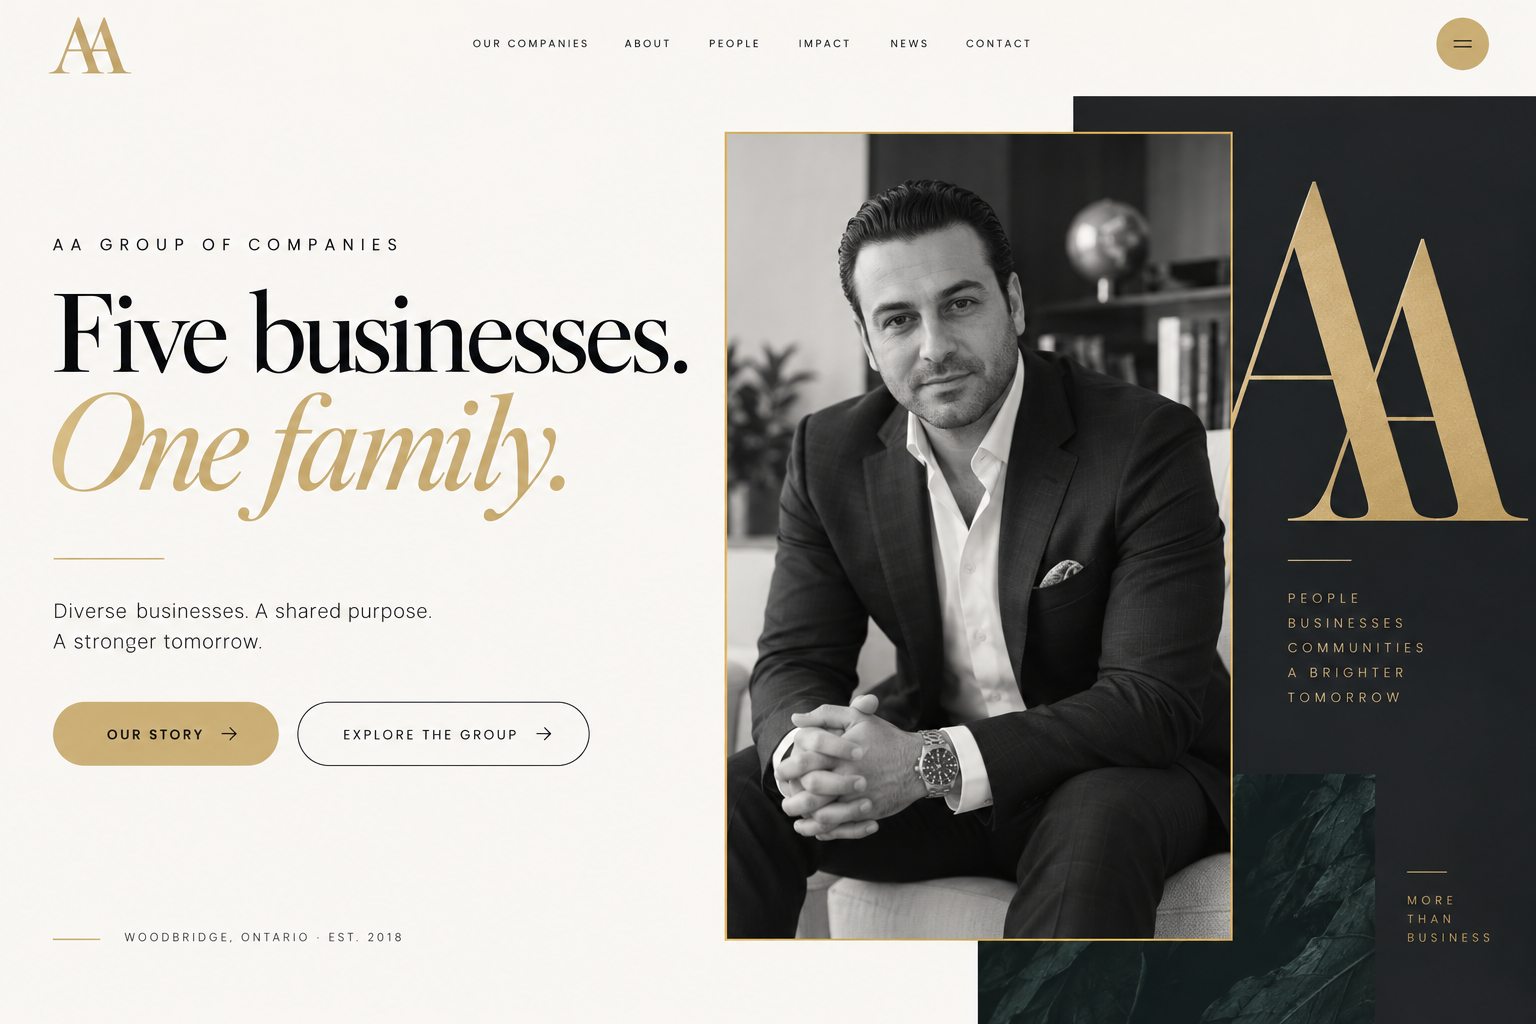 AA
OUR COMPANIES
ABOUT
PEOPLE
IMPACT
NEWS
CONTACT
AA GROUP OF COMPANIES
Five businesses.
One family.
Diverse businesses. A shared purpose.
A stronger tomorrow.
OUR STORY →
EXPLORE THE GROUP →
WOODBRIDGE, ONTARIO · EST. 2018
AA
PEOPLE
BUSINESSES
COMMUNITIES
A BRIGHTER
TOMORROW
MORE
THAN
BUSINESS